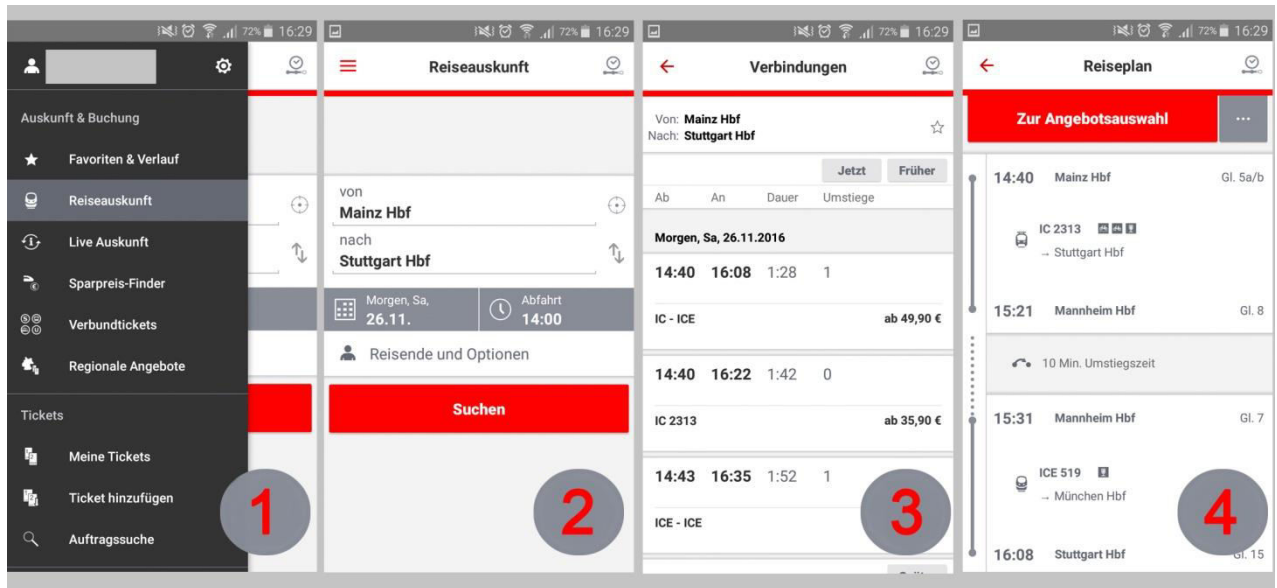 72% 16:29
Auskunft & Buchung
Favoriten & Verlauf
Reiseauskunft
Live Auskunft
Sparpreis-Finder
Verbundtickets
Regionale Angebote
Tickets
Meine Tickets
Ticket hinzufügen
Auftragssuche
1
72% 16:29
Reiseauskunft
von
Mainz Hbf
nach
Stuttgart Hbf
Morgen, Sa, Abfahrt
26.11. 14:00
Reisende und Optionen
Suchen
2
72% 16:29
Verbindungen
Von: Mainz Hbf
Nach: Stuttgart Hbf
Jetzt Früher
Ab An Dauer Umstiege
Morgen, Sa, 26.11.2016
14:40 16:08 1:28 1
IC - ICE ab 49,90 €
14:40 16:22 1:42 0
IC 2313 ab 35,90 €
14:43 16:35 1:52 1
ICE - ICE
3
72% 16:29
Reiseplan
Zur Angebotsauswahl ...
14:40 Mainz Hbf Gl. 5a/b
IC 2313
→ Stuttgart Hbf
15:21 Mannheim Hbf Gl. 8
10 Min. Umstiegszeit
15:31 Mannheim Hbf Gl. 7
ICE 519
→ München Hbf
16:08 Stuttgart Hbf Gl. 15
4